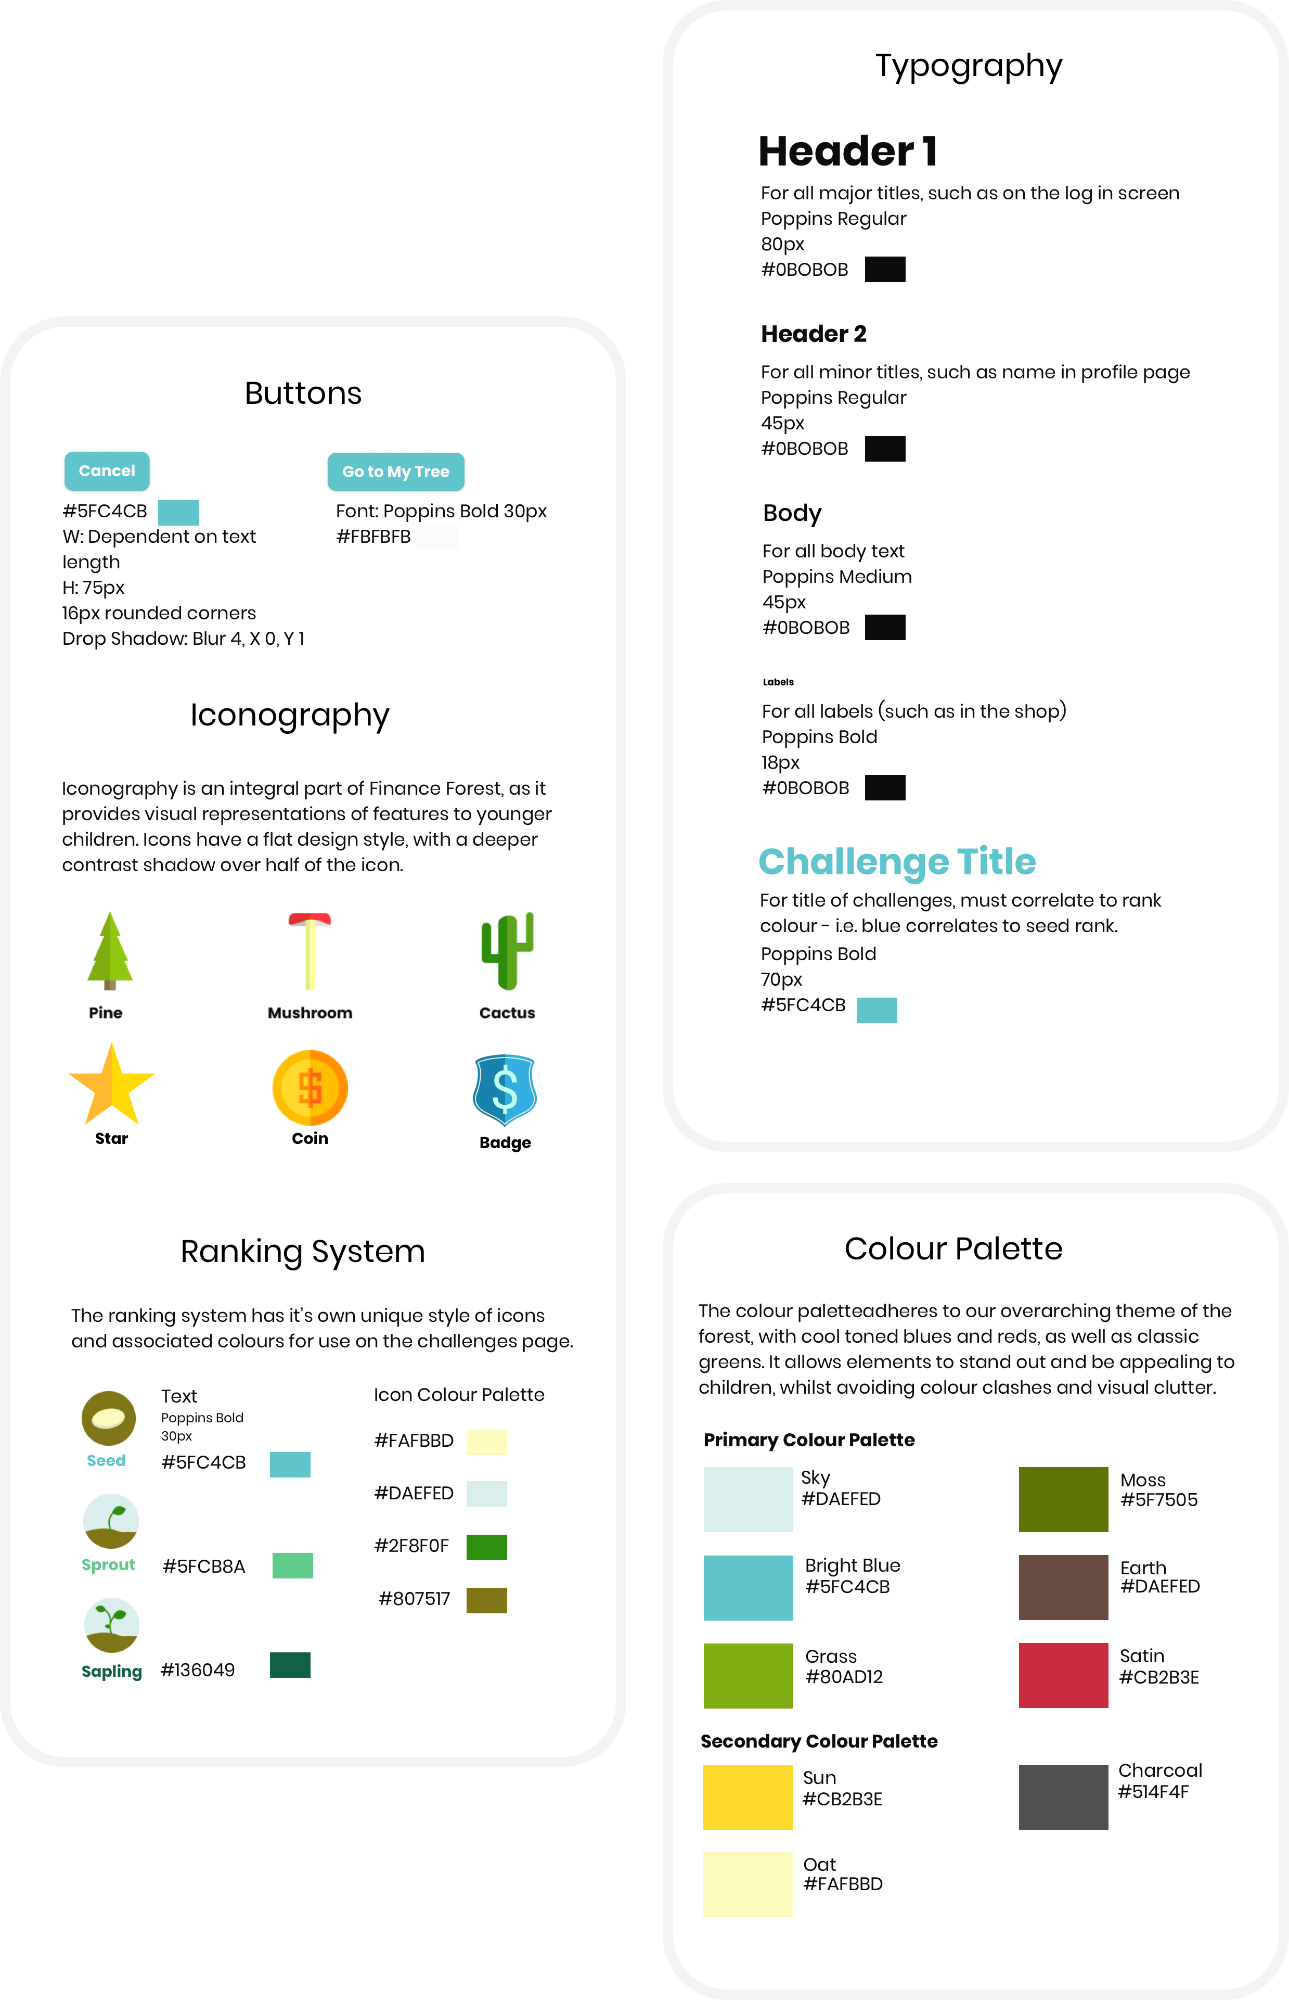 Typography
Header 1
For all major titles, such as on the log in screen
Poppins Regular
80px
#0BOBOB
Header 2
For all minor titles, such as name in profile page
Poppins Regular
45px
#0BOBOB
Body
For all body text
Poppins Medium
45px
#0BOBOB
Labels
For all labels (such as in the shop)
Poppins Bold
18px
#0BOBOB
Challenge Title
For title of challenges, must correlate to rank
colour - i.e. blue correlates to seed rank.
Poppins Bold
70px
#5FC4CB
Buttons
Cancel
#5FC4CB
W: Dependent on text
length
H: 75px
16px rounded corners
Drop Shadow: Blur 4, X 0, Y 1
Go to My Tree
Font: Poppins Bold 30px
#FBFBFB
Iconography
Iconography is an integral part of Finance Forest, as it
provides visual representations of features to younger
children. Icons have a flat design style, with a deeper
contrast shadow over half of the icon.
Pine
Mushroom
Cactus
Star
Coin
Badge
Ranking System
The ranking system has it's own unique style of icons
and associated colours for use on the challenges page.
Text
Poppins Bold
30px
Seed
#5FC4CB
Sprout
#5FCB8A
Sapling
#136049
Icon Colour Palette
#FAFBBD
#DAEFED
#2F8F0F
#807517
Colour Palette
The colour paletteadheres to our overarching theme of the
forest, with cool toned blues and reds, as well as classic
greens. It allows elements to stand out and be appealing to
children, whilst avoiding colour clashes and visual clutter.
Primary Colour Palette
Sky
#DAEFED
Moss
#5F7505
Bright Blue
#5FC4CB
Earth
#DAEFED
Grass
#80AD12
Satin
#CB2B3E
Secondary Colour Palette
Sun
#CB2B3E
Charcoal
#514F4F
Oat
#FAFBBD